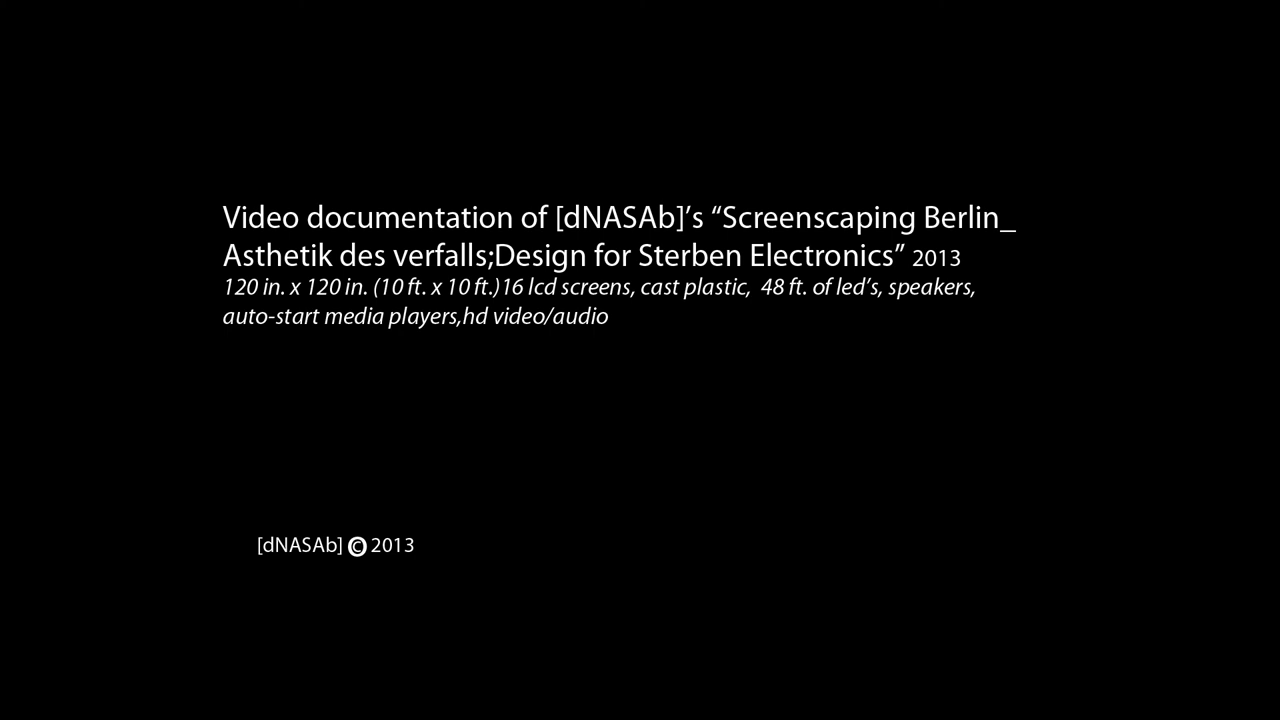 Video documentation of [dNASAb]’s “Screenscaping Berlin_
Asthetik des verfalls;Design for Sterben Electronics” 2013
120 in. x 120 in. (10 ft. x 10 ft.)16 lcd screens, cast plastic,  48 ft. of led’s, speakers,
auto-start media players,hd video/audio
[dNASAb] © 2013